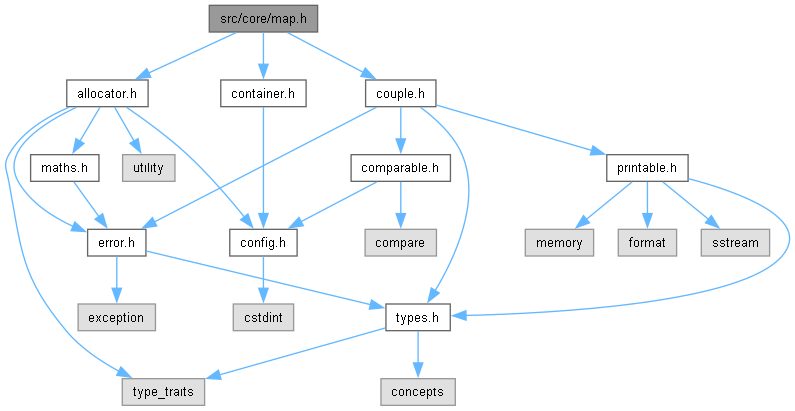 src/core/map.h
allocator.h
container.h
couple.h
maths.h
utility
comparable.h
printable.h
error.h
config.h
compare
memory
format
sstream
exception
cstdint
types.h
type_traits
concepts